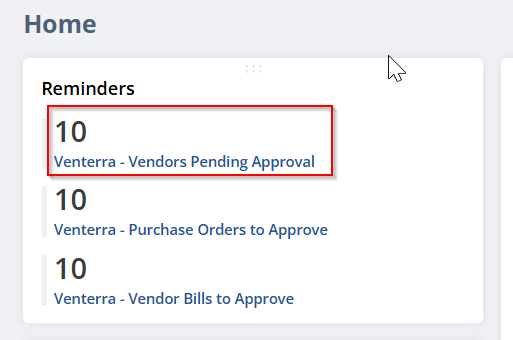 Home
Reminders
10
Venterra - Vendors Pending Approval
10
Venterra - Purchase Orders to Approve
10
Venterra - Vendor Bills to Approve